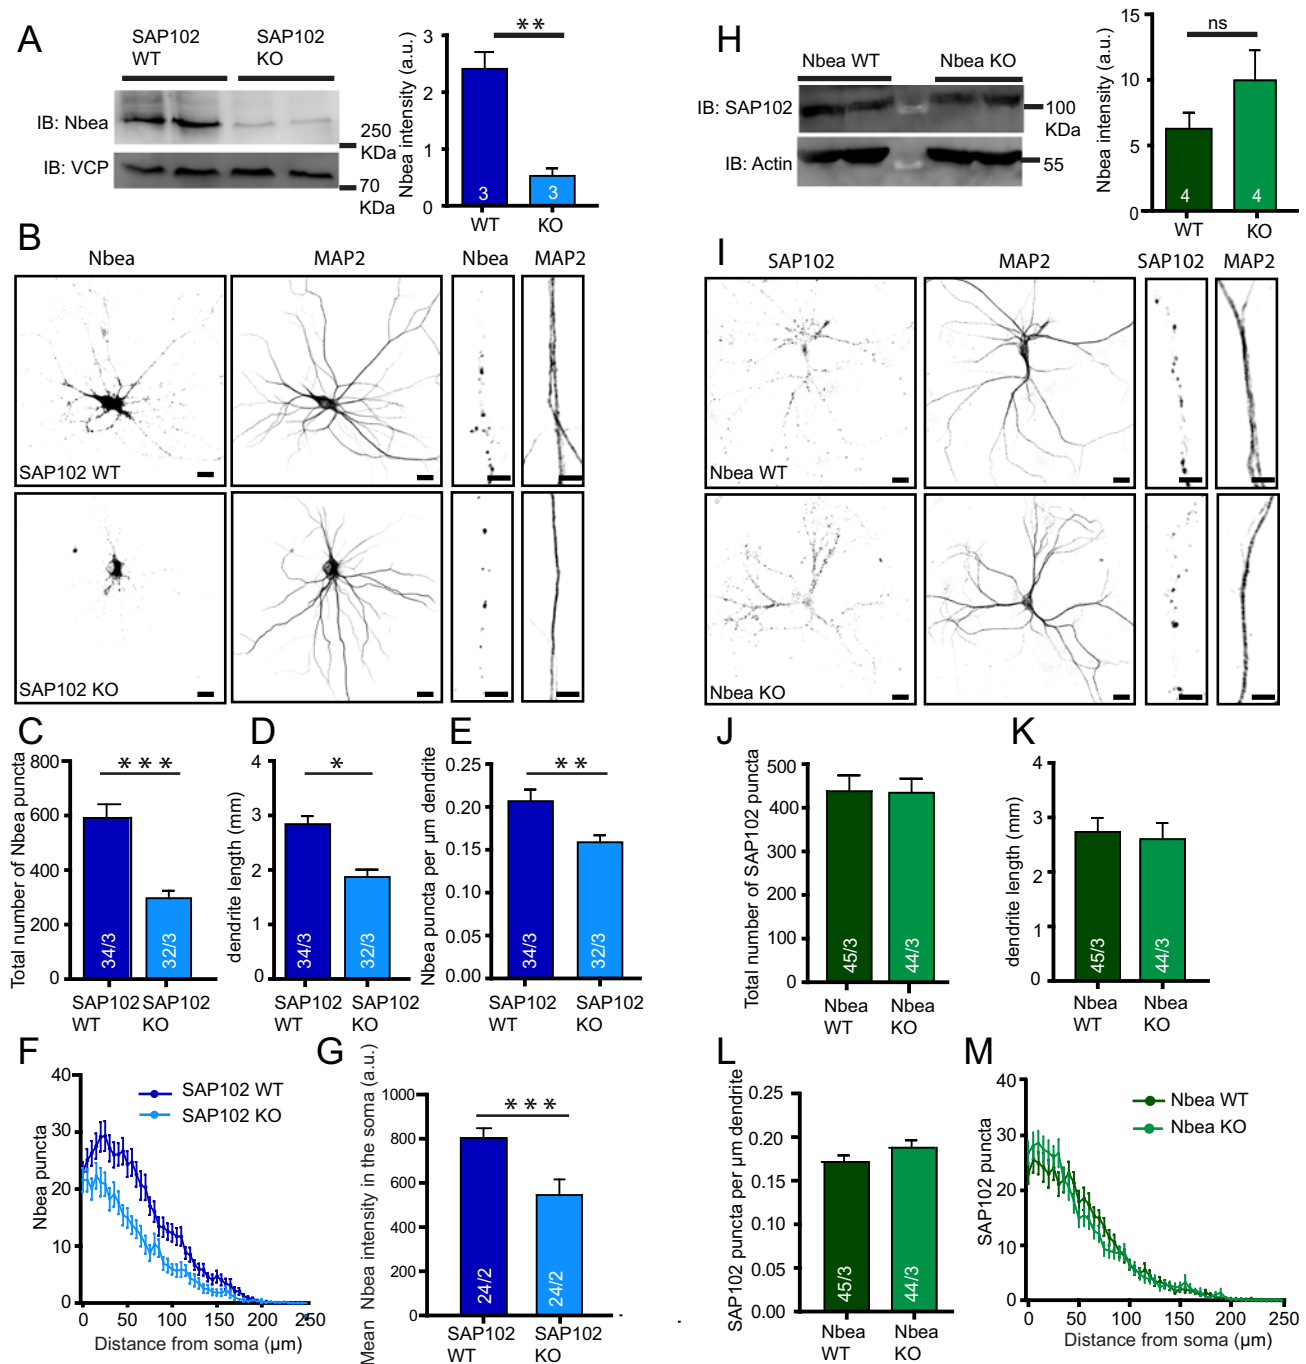 A
SAP102 WT
SAP102 KO
IB: Nbea
250 KDa
IB: VCP
70 KDa
Nbea intensity (a.u.)
3
2
1
0
**
3
3
WT
KO
H
Nbea WT
Nbea KO
IB: SAP102
100 KDa
IB: Actin
55
Nbea intensity (a.u.)
15
10
5
0
ns
4
4
WT
KO
B
Nbea
MAP2
Nbea
MAP2
SAP102 WT
SAP102 KO
I
SAP102
MAP2
SAP102
MAP2
Nbea WT
Nbea KO
C
Total number of Nbea puncta
800
600
400
200
0
***
34/3
32/3
SAP102 WT
SAP102 KO
D
dendrite length (mm)
4
3
2
1
0
*
34/3
32/3
SAP102 WT
SAP102 KO
E
Nbea puncta per µm dendrite
0.25
0.20
0.15
0.10
0.05
0.00
**
34/3
32/3
SAP102 WT
SAP102 KO
J
Total number of SAP102 puncta
500
400
300
200
100
0
45/3
44/3
Nbea WT
Nbea KO
K
dendrite length (mm)
4
3
2
1
0
45/3
44/3
Nbea WT
Nbea KO
F
Nbea puncta
40
30
20
10
0
SAP102 WT
SAP102 KO
0
50
100
150
200
250
Distance from soma (µm)
G
Mean Nbea intensity in the soma (a.u.)
1000
800
600
400
200
0
***
24/2
24/2
SAP102 WT
SAP102 KO
L
SAP102 puncta per µm dendrite
0.25
0.20
0.15
0.10
0.05
0.00
45/3
44/3
Nbea WT
Nbea KO
M
SAP102 puncta
40
30
20
10
0
Nbea WT
Nbea KO
0
50
100
150
200
250
Distance from soma (µm)